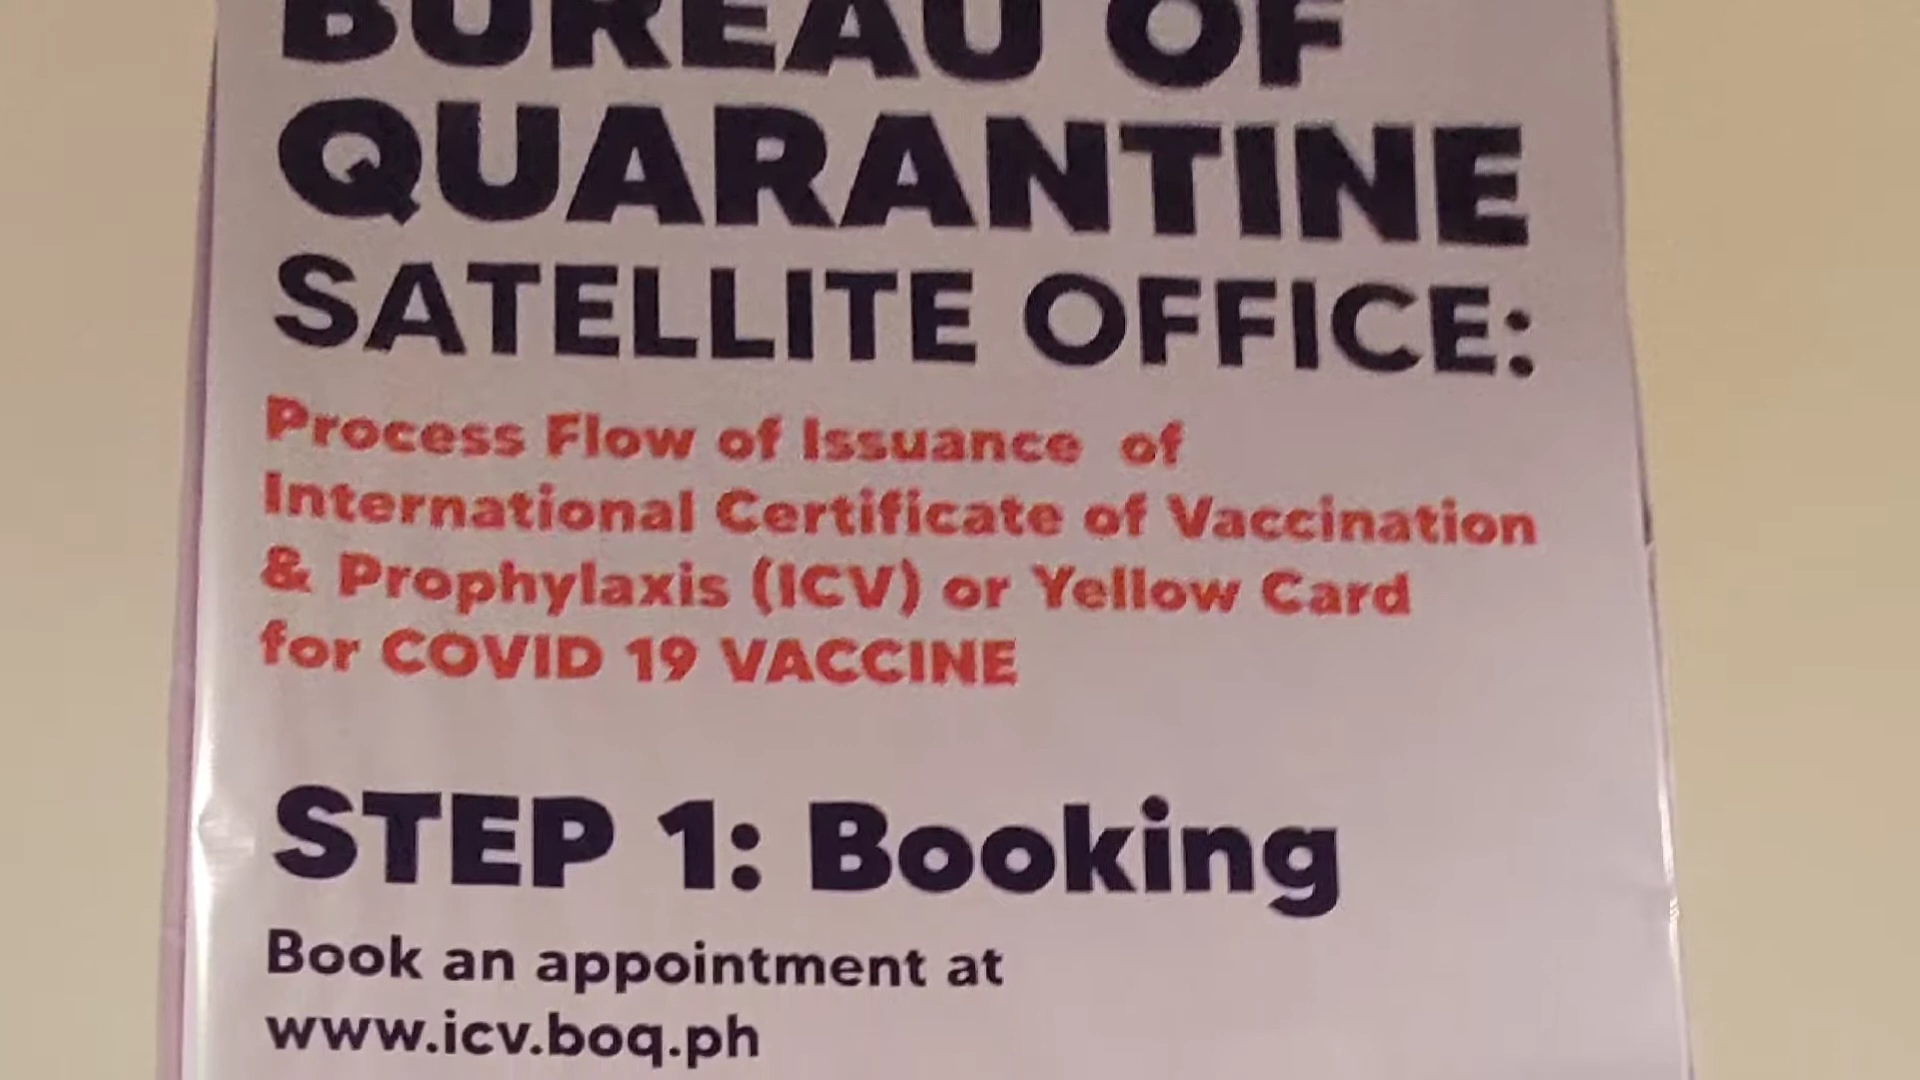 BUREAU OF
QUARANTINE
SATELLITE OFFICE:
Process Flow of Issuance of
International Certificate of Vaccination
& Prophylaxis (ICV) or Yellow Card
for COVID 19 VACCINE
STEP 1: Booking
Book an appointment at
www.icv.boq.ph